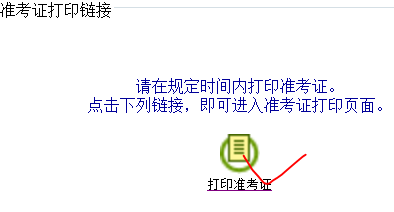 准考证打印链接
请在规定时间内打印准考证。
点击下列链接，即可进入准考证打印页面。
打印准考证